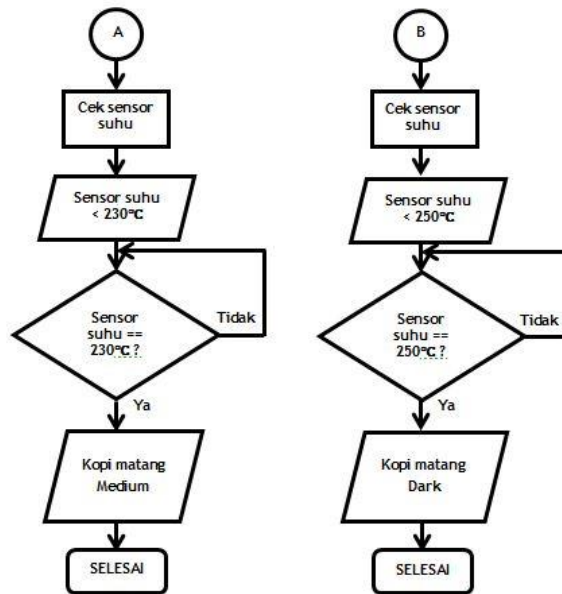 A
Cek sensor
suhu
Sensor suhu
< 230°C
Sensor
suhu ==
230°C ?
Tidak
Ya
Kopi matang
Medium
SELESAI
B
Cek sensor
suhu
Sensor suhu
< 250°C
Sensor
suhu ==
250°C ?
Tidak
Ya
Kopi matang
Dark
SELESAI